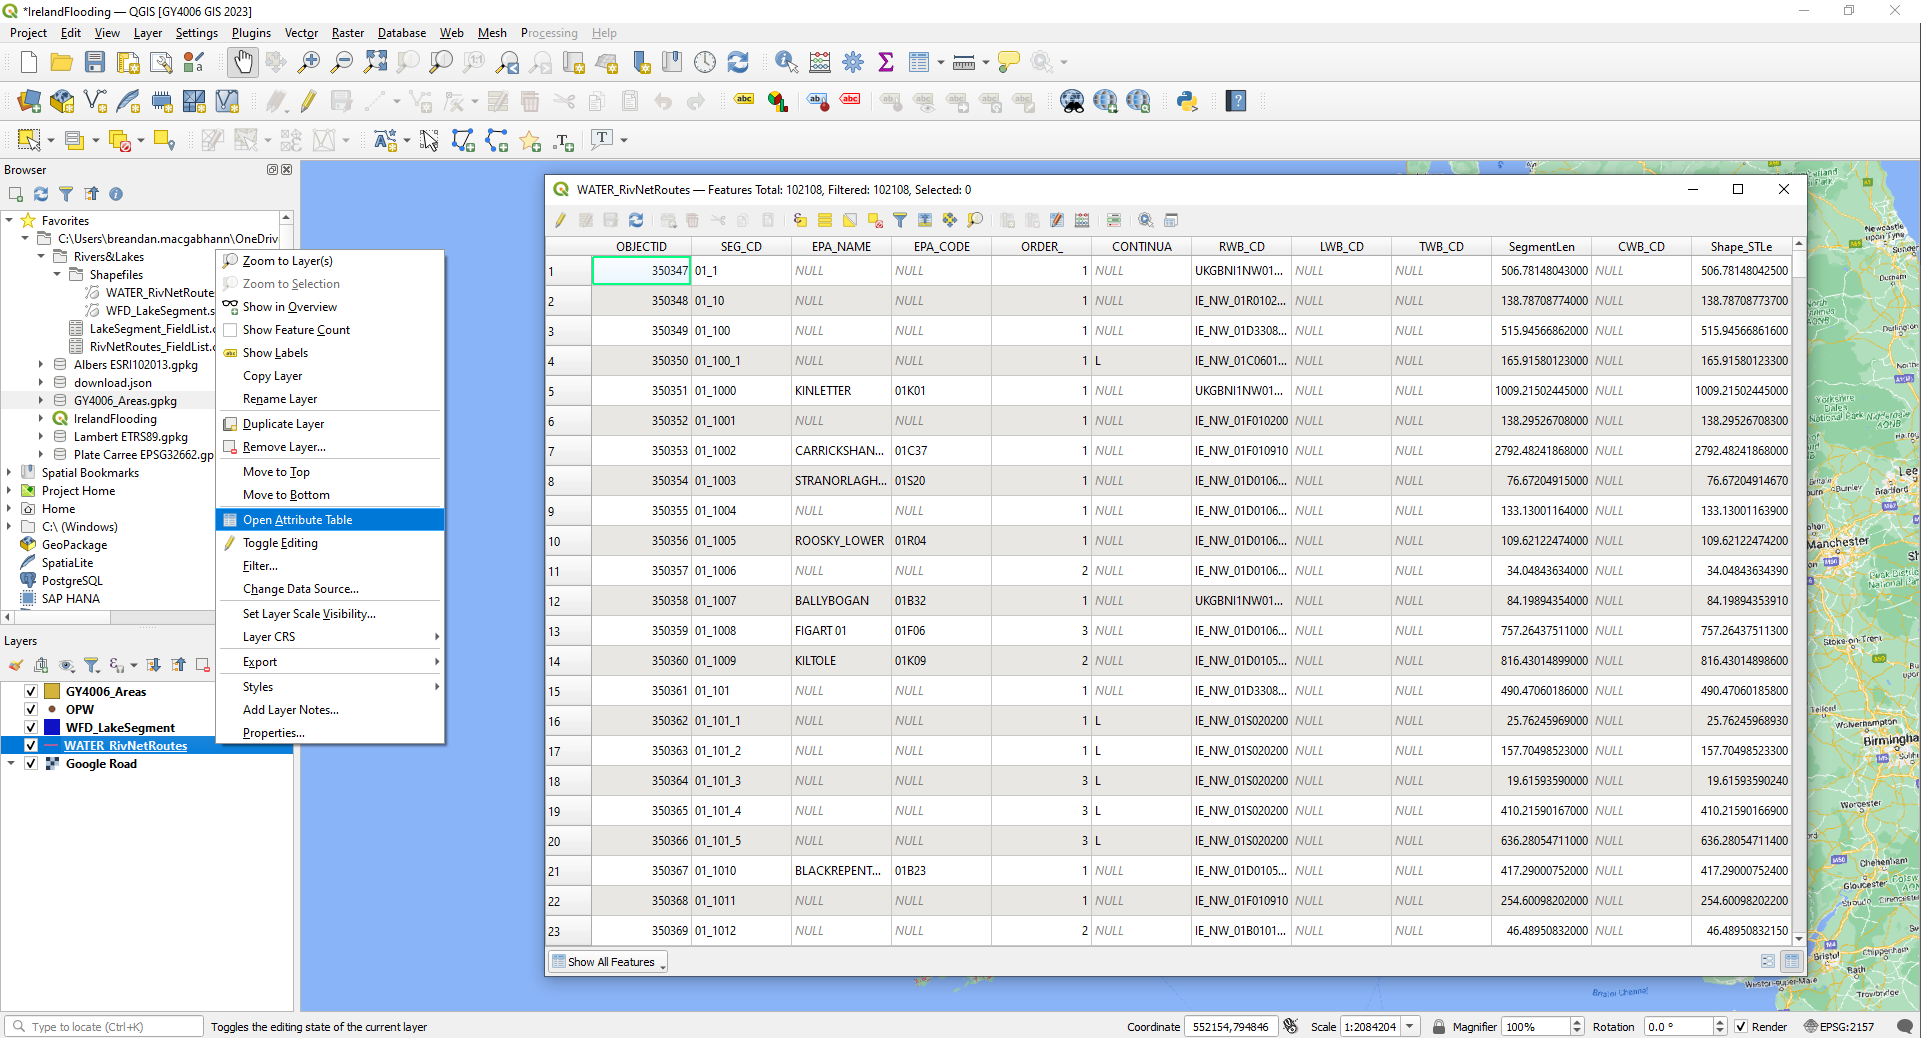 *IrelandFlooding — QGIS [GY4006 GIS 2023]
Project Edit View Layer Settings Plugins Vector Raster Database Web Mesh Processing Help
Browser
Favorites
C:\Users\breandan.macgabhann\OneDriv
Rivers&Lakes
Shapefiles
WATER_RivNetRoute
WFD_LakeSegment.s
LakeSegment_FieldList.
RivNetRoutes_FieldList.
Albers ESRI102013.gpkg
download.json
GY4006_Areas.gpkg
IrelandFlooding
Lambert ETRS89.gpkg
Plate Carree EPSG32662.gp
Spatial Bookmarks
Project Home
Home
C:\ (Windows)
GeoPackage
SpatiaLite
PostgreSQL
SAP HANA
Layers
GY4006_Areas
OPW
WFD_LakeSegment
WATER_RivNetRoutes
Google Road
Zoom to Layer(s)
Zoom to Selection
Show in Overview
Show Feature Count
Show Labels
Copy Layer
Rename Layer
Duplicate Layer
Remove Layer...
Move to Top
Move to Bottom
Open Attribute Table
Toggle Editing
Filter...
Change Data Source...
Set Layer Scale Visibility...
Layer CRS
Export
Styles
Add Layer Notes...
Properties...
WATER_RivNetRoutes — Features Total: 102108, Filtered: 102108, Selected: 0
OBJECTID SEG_CD EPA_NAME EPA_CODE ORDER_ CONTINUA RWB_CD LWB_CD TWB_CD SegmentLen CWB_CD Shape_STLe
1 350347 01_1 NULL NULL 1 NULL UKGBNI1NW01... NULL NULL 506.78148043000 NULL 506.78148042500
2 350348 01_10 NULL NULL 1 NULL IE_NW_01R0102... NULL NULL 138.78708774000 NULL 138.78708773700
3 350349 01_100 NULL NULL 1 NULL IE_NW_01D3308... NULL NULL 515.94566862000 NULL 515.94566861600
4 350350 01_100_1 NULL NULL 1 L IE_NW_01C0601... NULL NULL 165.91580123000 NULL 165.91580123300
5 350351 01_1000 KINLETTER 01K01 1 NULL UKGBNI1NW01... NULL NULL 1009.21502445000 NULL 1009.21502445000
6 350352 01_1001 NULL NULL 1 NULL IE_NW_01F010200 NULL NULL 138.29526708000 NULL 138.29526708300
7 350353 01_1002 CARRICKSHAN... 01C37 1 NULL IE_NW_01F010910 NULL NULL 2792.48241868000 NULL 2792.48241868000
8 350354 01_1003 STRANORLAGH... 01S20 1 NULL IE_NW_01D0106... NULL NULL 76.67204915000 NULL 76.67204914670
9 350355 01_1004 NULL NULL 1 NULL IE_NW_01D0106... NULL NULL 133.13001164000 NULL 133.13001163900
10 350356 01_1005 ROOSKY_LOWER 01R04 1 NULL IE_NW_01D0106... NULL NULL 109.62122474000 NULL 109.62122474200
11 350357 01_1006 NULL NULL 2 NULL IE_NW_01D0106... NULL NULL 34.04843634000 NULL 34.04843634390
12 350358 01_1007 BALLYBOGAN 01B32 1 NULL UKGBNI1NW01... NULL NULL 84.19894354000 NULL 84.19894353910
13 350359 01_1008 FIGART 01 01F06 3 NULL IE_NW_01D0106... NULL NULL 757.26437511000 NULL 757.26437511300
14 350360 01_1009 KILTOLE 01K09 2 NULL IE_NW_01D0105... NULL NULL 816.43014899000 NULL 816.43014898600
15 350361 01_101 NULL NULL 1 NULL IE_NW_01D3308... NULL NULL 490.47060186000 NULL 490.47060185800
16 350362 01_101_1 NULL NULL 1 L IE_NW_01S020200 NULL NULL 25.76245969000 NULL 25.76245968930
17 350363 01_101_2 NULL NULL 1 L IE_NW_01S020200 NULL NULL 157.70498523000 NULL 157.70498523300
18 350364 01_101_3 NULL NULL 3 L IE_NW_01S020200 NULL NULL 19.61593590000 NULL 19.61593590240
19 350365 01_101_4 NULL NULL 3 L IE_NW_01S020200 NULL NULL 410.21590167000 NULL 410.21590166900
20 350366 01_101_5 NULL NULL 3 L IE_NW_01S020200 NULL NULL 636.28054711000 NULL 636.28054711400
21 350367 01_1010 BLACKREPENT... 01B23 1 NULL IE_NW_01D0105... NULL NULL 417.29000752000 NULL 417.29000752400
22 350368 01_1011 NULL NULL 1 NULL IE_NW_01F010910 NULL NULL 254.60098202000 NULL 254.60098202200
23 350369 01_1012 NULL NULL 2 NULL IE_NW_01B0101... NULL NULL 46.48950832000 NULL 46.48950832150
Show All Features
Newcastle
upon Tyne
Durham
Darlington
Yorkshire
Dales
National Park
Burnley
Bradford
Lee
Manchester
Stoke-on-Trent
Telford
Wolverhampton
Birmingha
Worcester
Cheltenham
Gloucester
Stroud
Cirencester
Bristol
Chippenham
Bath
Weston-super-Mare
Trowbridge
Bristol Channel
Type to locate (Ctrl+K) Toggles the editing state of the current layer Coordinate 552154,794846 Scale 1:2084204 Magnifier 100% Rotation 0.0 ° Render EPSG:2157